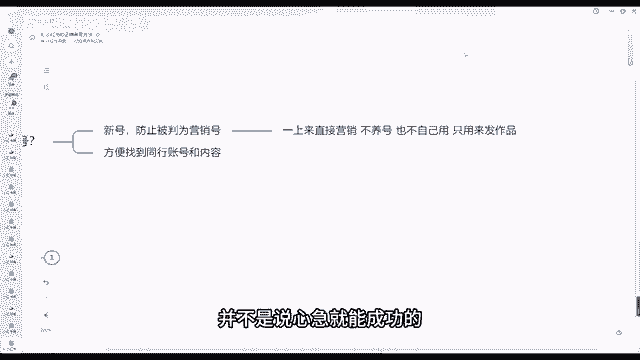 新号，防止被判为营销号
一上来直接营销 不养号 也不自己用 只用来发作品
号?
方便找到同行账号和内容
1
并不是说心急就能成功的